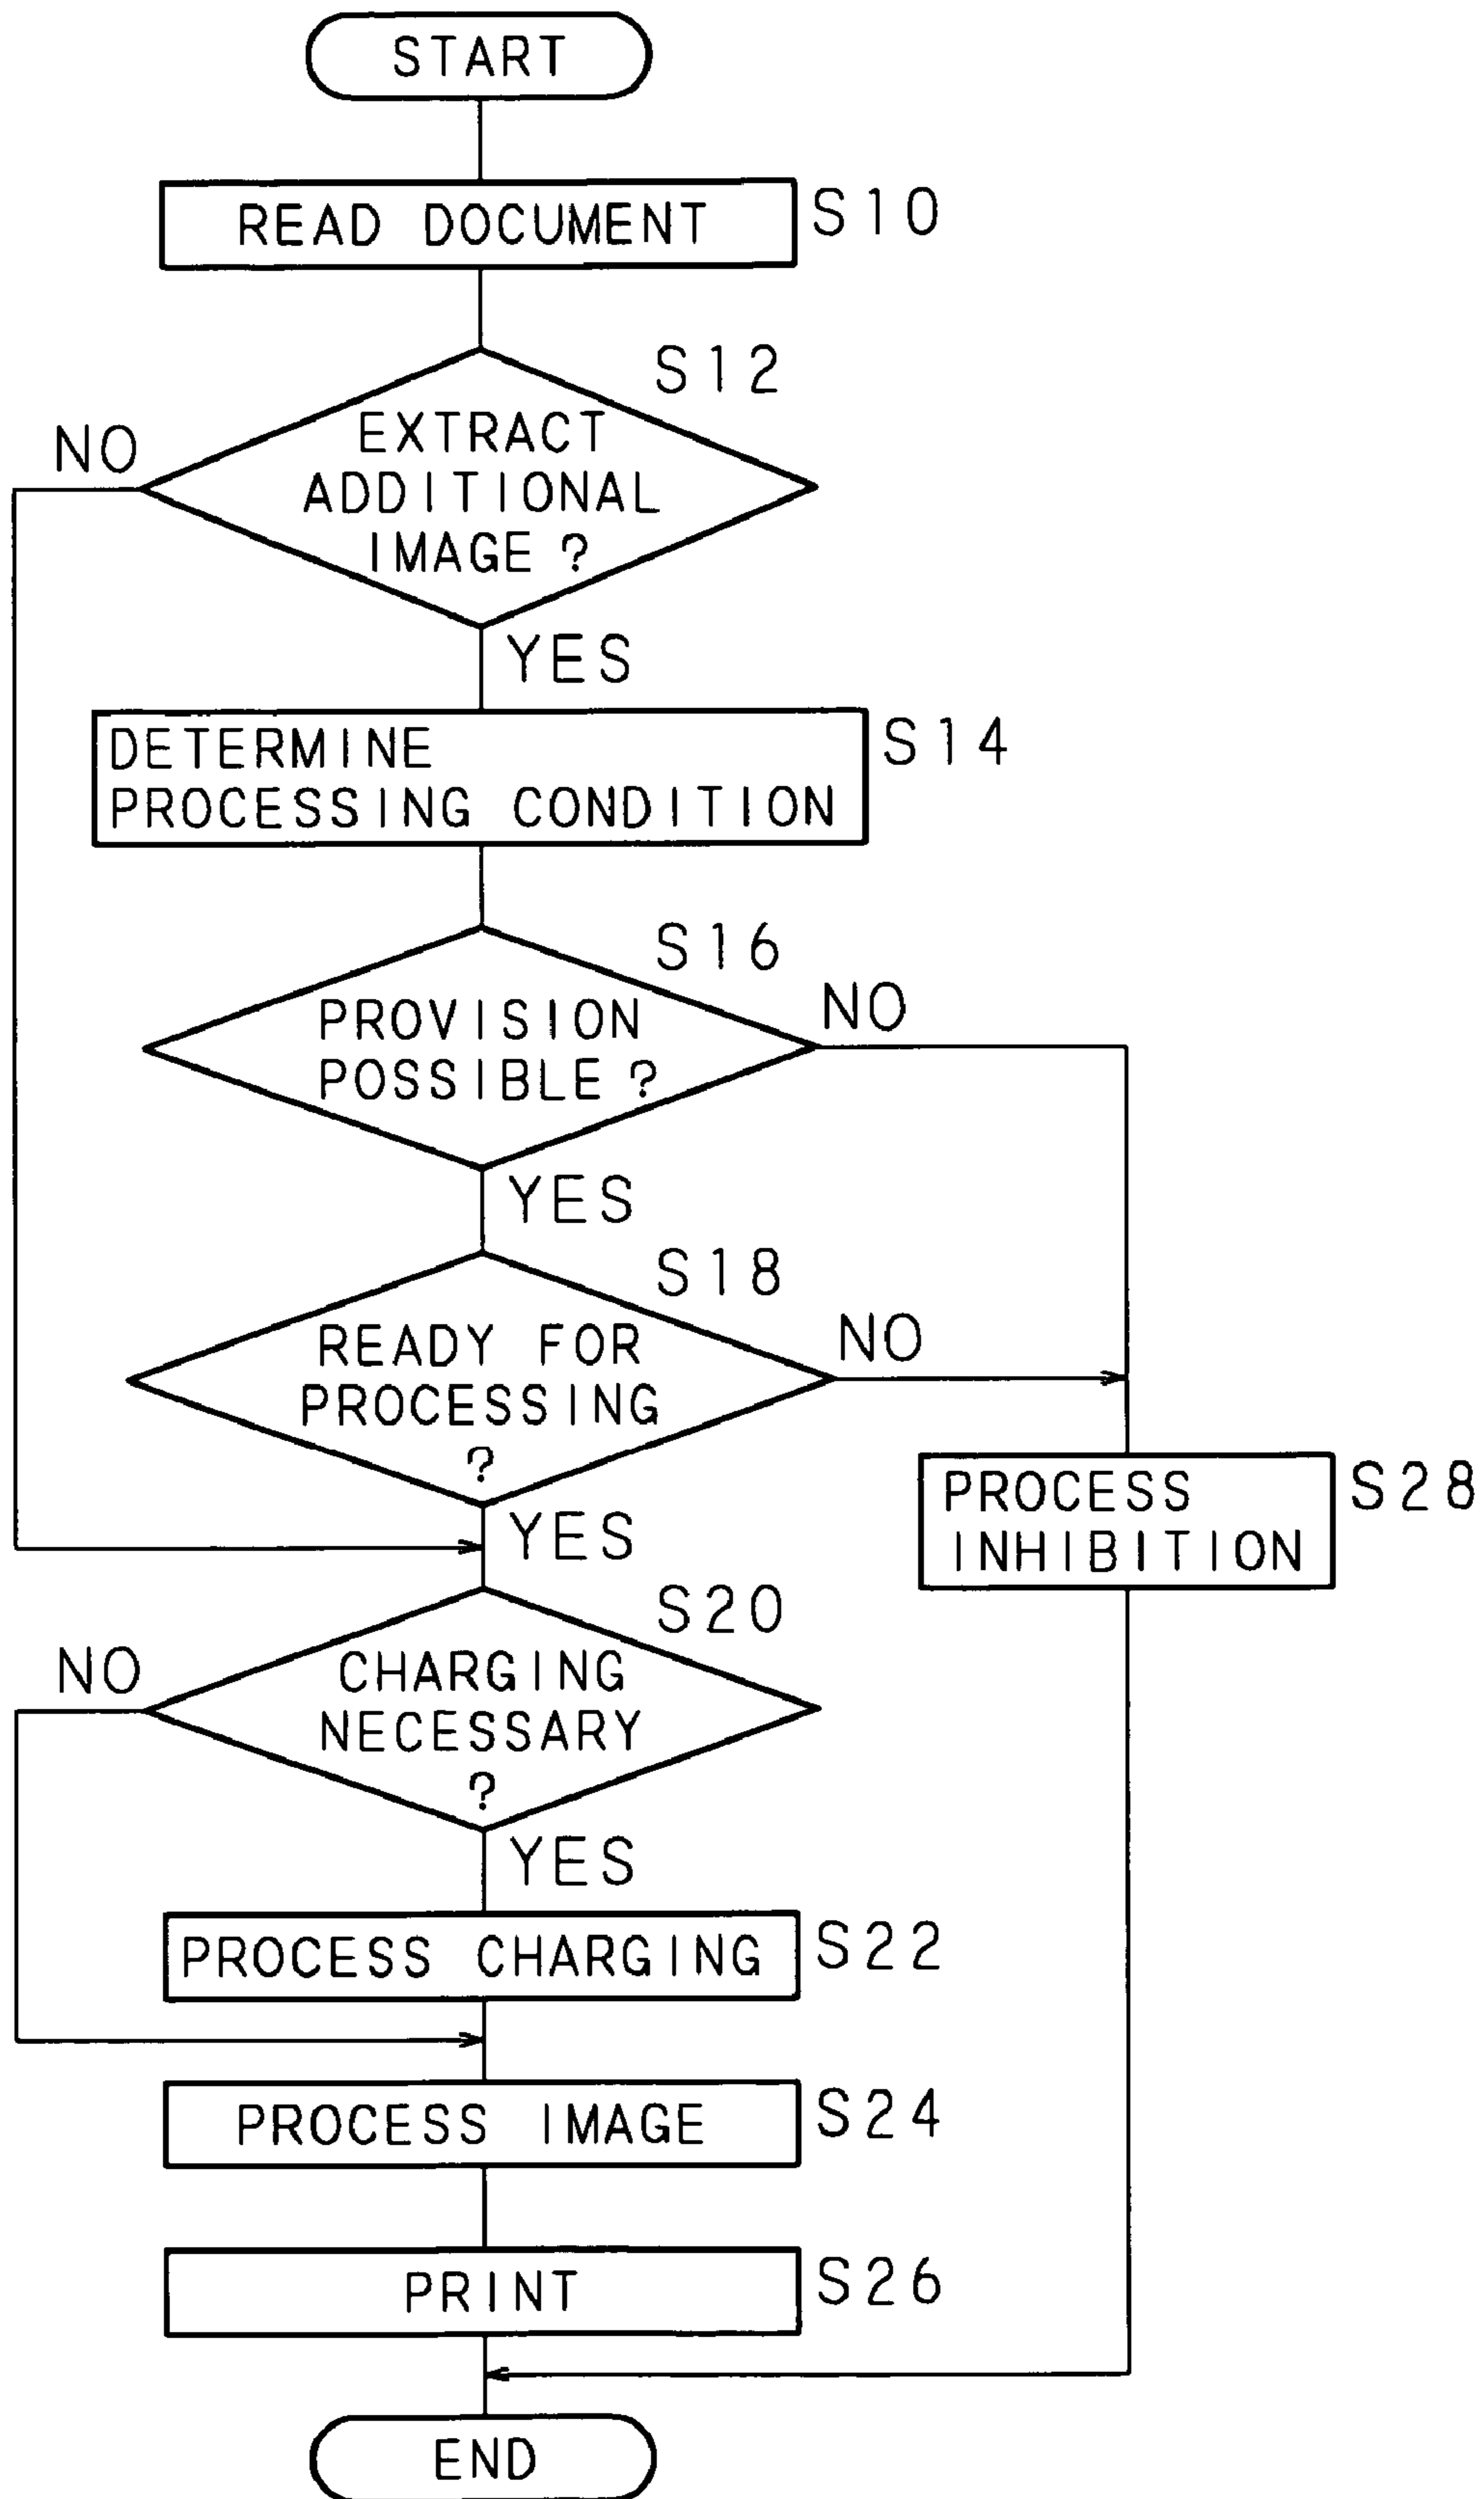 START
READ DOCUMENT
S10
S12
NO
EXTRACT
ADDITIONAL
IMAGE ?
YES
DETERMINE
PROCESSING CONDITION
S14
S16
NO
PROVISION
POSSIBLE ?
YES
S18
NO
READY FOR
PROCESSING
?
YES
PROCESS
INHIBITION
S28
S20
NO
CHARGING
NECESSARY
?
YES
PROCESS CHARGING
S22
PROCESS IMAGE
S24
PRINT
S26
END